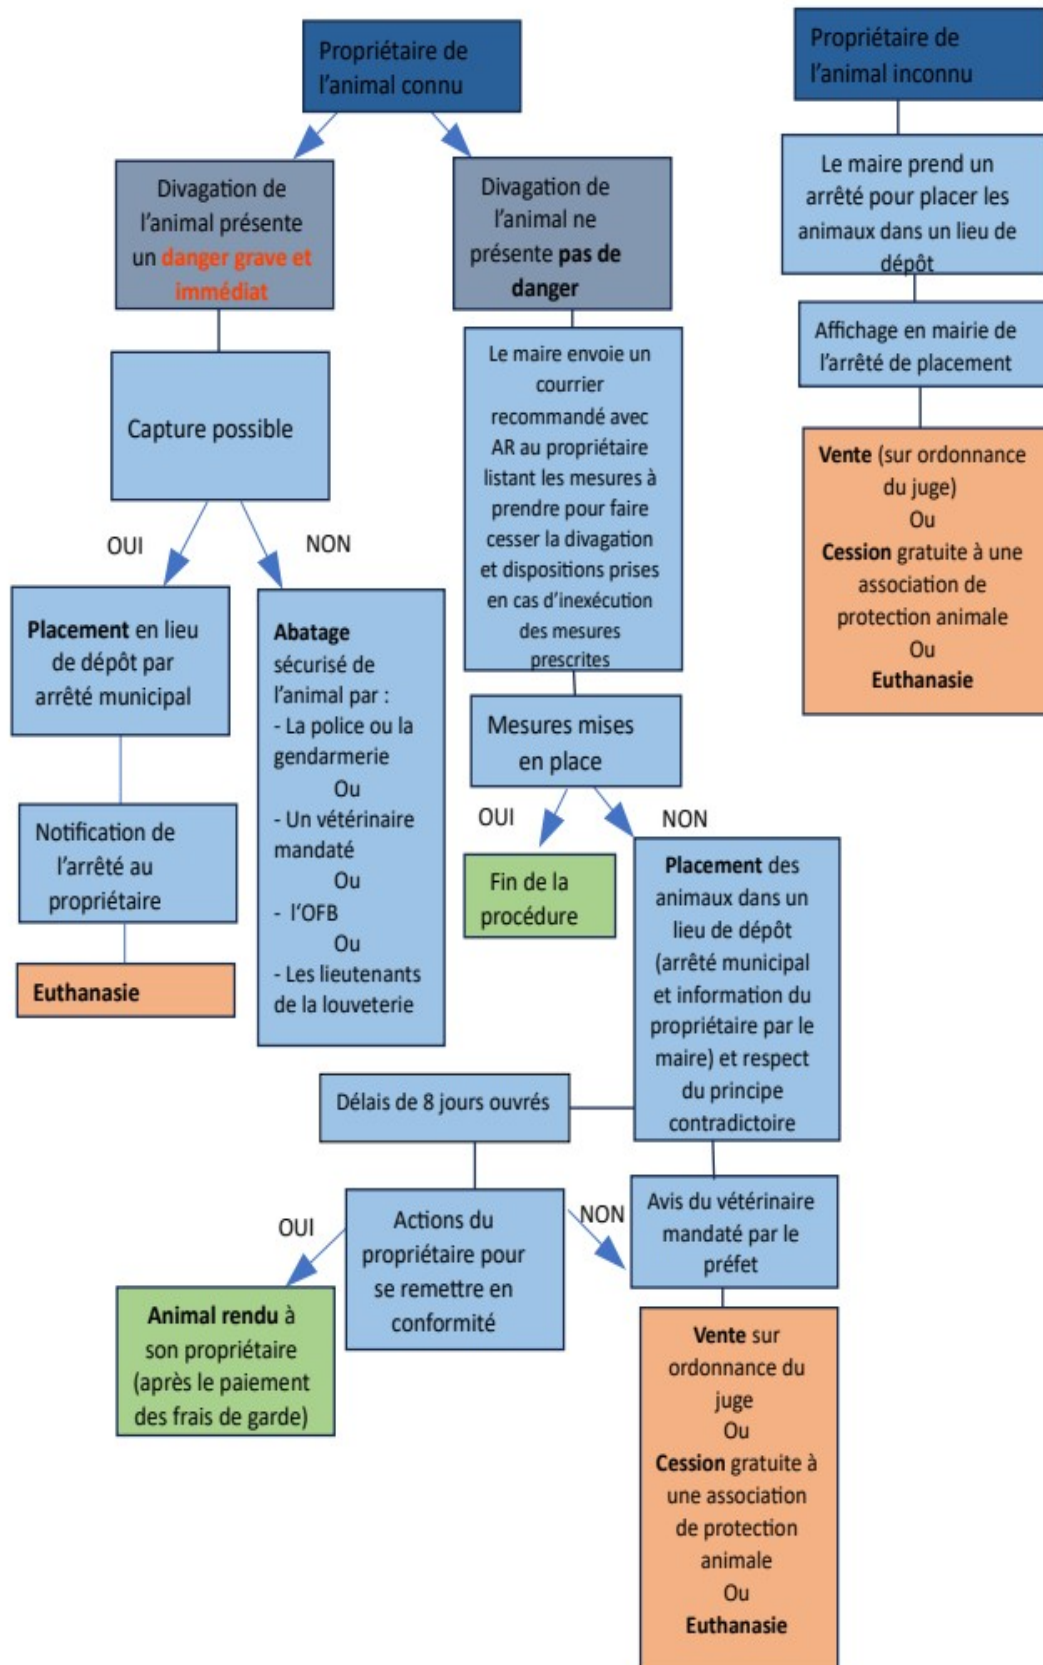 Propriétaire de
l'animal connu
Divagation de
l'animal présente
un danger grave et
immédiat
Capture possible
OUI
NON
Placement en lieu
de dépôt par
arrêté municipal
Notification de
l'arrêté au
propriétaire
Euthanasie
Abatage
sécurisé de
l'animal par :
- La police ou la
gendarmerie
Ou
- Un vétérinaire
mandaté
Ou
- l'OFB
Ou
- Les lieutenants
de la louveterie
Divagation de
l'animal ne
présente pas de
danger
Le maire envoie un
courrier
recommandé avec
AR au propriétaire
listant les mesures à
prendre pour faire
cesser la divagation
et dispositions prises
en cas d'inexécution
des mesures
prescrites
Mesures mises
en place
OUI
NON
Fin de la
procédure
Placement des
animaux dans un
lieu de dépôt
(arrêté municipal
et information du
propriétaire par le
maire) et respect
du principe
contradictoire
Délais de 8 jours ouvrés
Actions du
propriétaire pour
se remettre en
conformité
OUI
NON
Animal rendu à
son propriétaire
(après le paiement
des frais de garde)
Avis du vétérinaire
mandaté par le
préfet
Vente sur
ordonnance du
juge
Ou
Cession gratuite à
une association
de protection
animale
Ou
Euthanasie
Propriétaire de
l'animal inconnu
Le maire prend un
arrêté pour placer les
animaux dans un lieu de
dépôt
Affichage en mairie de
l'arrêté de placement
Vente (sur ordonnance
du juge)
Ou
Cession gratuite à une
association de
protection animale
Ou
Euthanasie